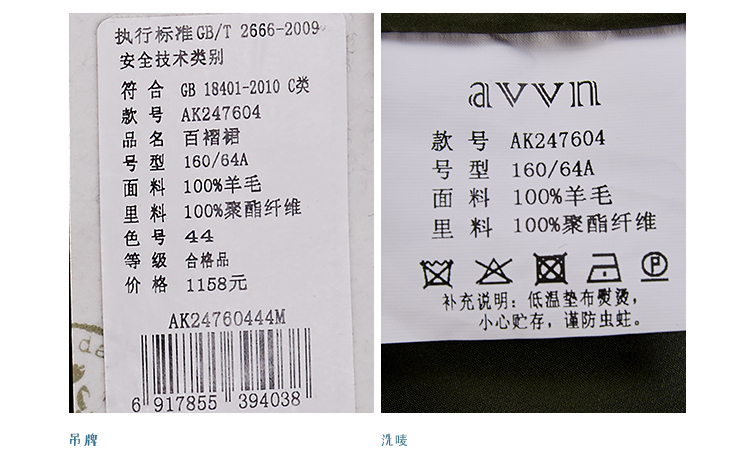 执行标准GB/T 2666-2009
安全技术类别
符 合 GB 18401-2010 C类
款 号 AK247604
品 名 百褶裙
号 型 160/64A
面 料 100%羊毛
里 料 100%聚酯纤维
色 号 44
等 级 合格品
价 格 1158元
AK24760444M
6 917855 394038
吊牌
avvn
款 号 AK247604
号 型 160/64A
面 料 100%羊毛
里 料 100%聚酯纤维
P
补充说明：低温垫布熨烫，
小心贮存，谨防虫蛀。
洗唛